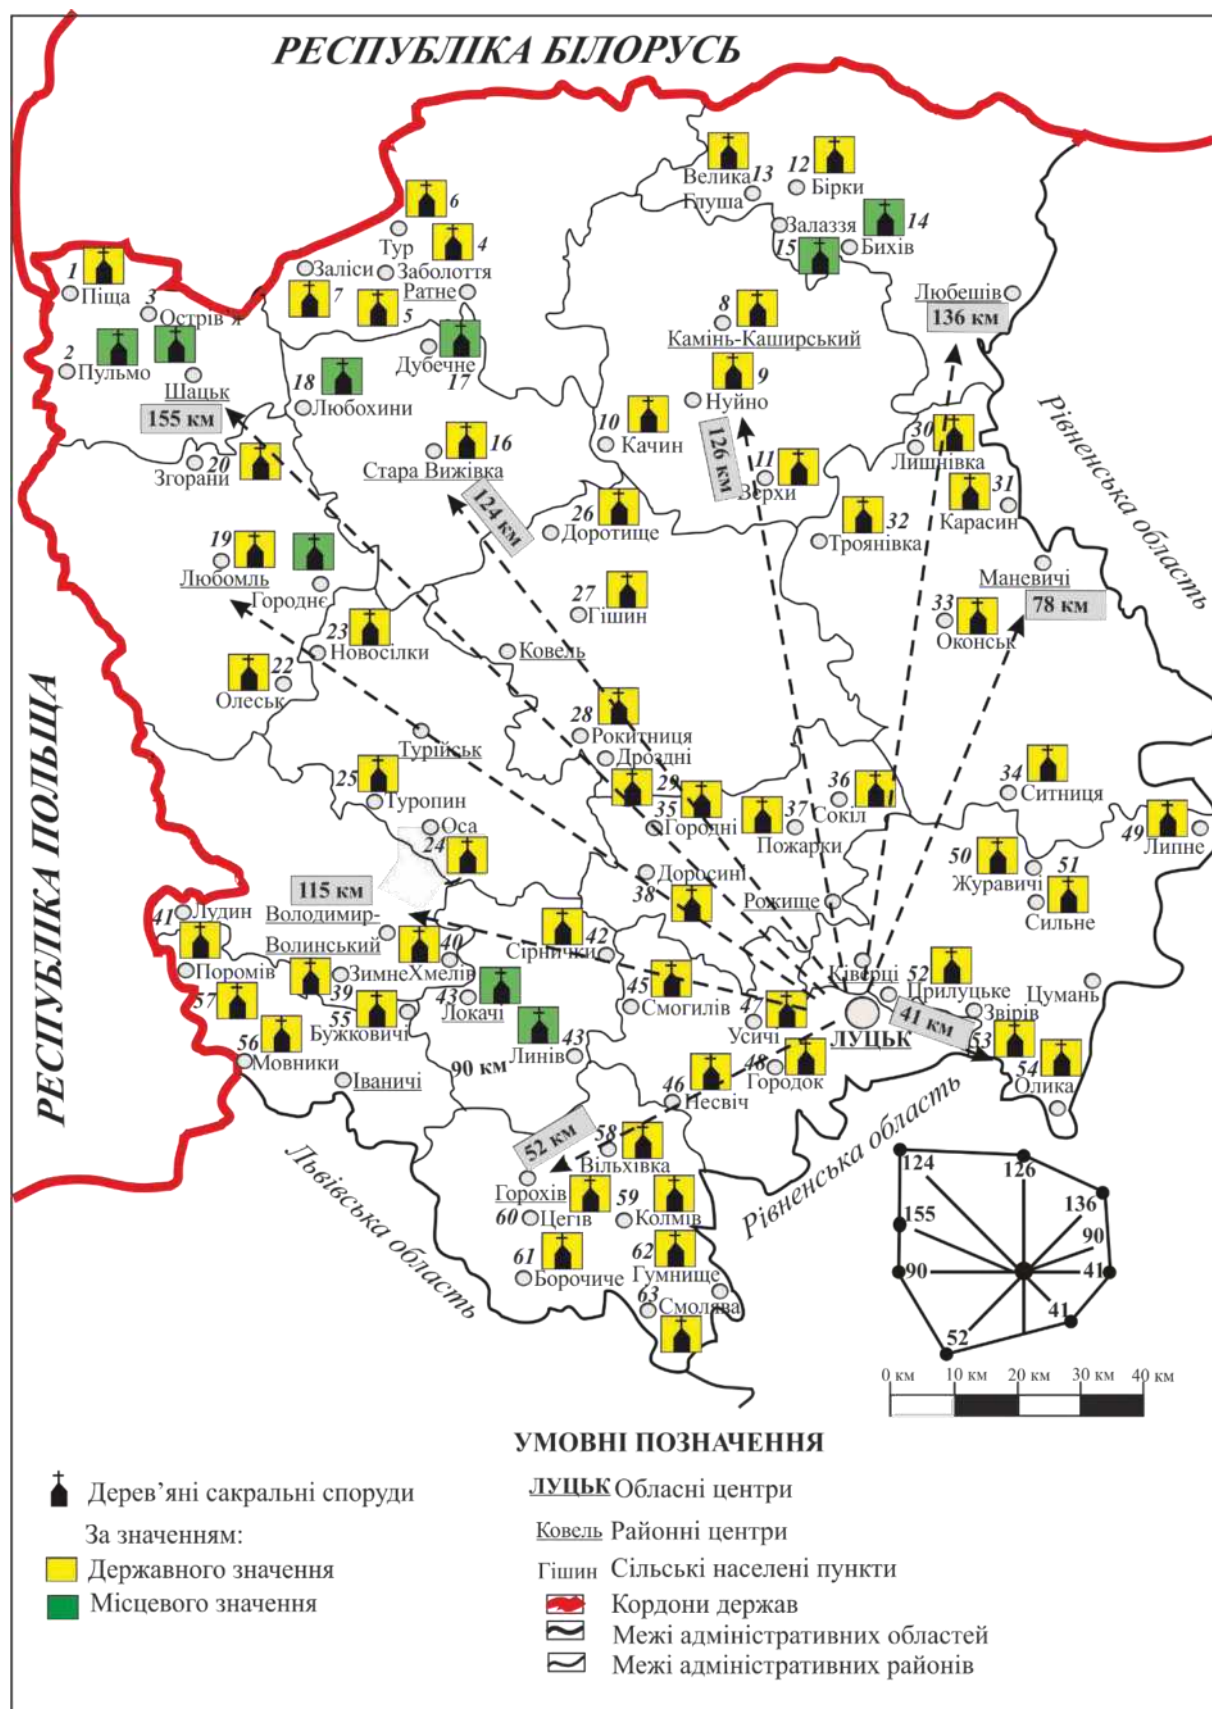 РЕСПУБЛІКА БІЛОРУСЬ
РЕСПУБЛІКА ПОЛЬЩА
Рівненська область
Рівненська область
Львівська область
1
Піща
3
Острів'я
2
Пульмо
Шацьк
155 км
6
Тур
4
Заболоття
Заліси
7
Ратне
5
Дубечне
17
18
Любохини
16
Стара Вижівка
124 км
20
Згорани
19
Любомль
Городнє
23
Новосілки
22
Олеськ
Велика
Глуша
13
12
Бірки
Залаззя
14
Бихів
15
Любешів
136 км
8
Камінь-Каширський
9
Нуйно
126 км
10
Качин
11
Верхи
30
Лишнівка
31
Карасин
32
Троянівка
Маневичі
78 км
33
Оконськ
26
Доротище
27
Гішин
Ковель
28
Рокитниця
Дроздні
29
Турійськ
25
Туропин
Оса
24
35
Городні
37
Пожарки
36
Сокіл
34
Ситниця
49
Липне
50
Журавичі
51
Сильне
Доросині
38
Рожище
115 км
Володимир-
Волинський
41
Лудин
Поромів
57
39
Зимне
Хмелів
40
42
Сірнички
43
Локачі
55
Бужковичі
56
Мовники
Іваничі
90 км
Линів
43
45
Смогилів
47
Усичі
48
Городок
46
Несвіч
Ківерці
ЛУЦЬК
52
Прилуцьке
41 км
Звірів
53
Цумань
54
Олика
52 км
Горохів
58
Вільхівка
60
Цегів
59
Колмів
61
Борочиче
62
Гумнище
63
Смолява
124
126
136
155
90
90
41
41
52
0 км
10 км
20 км
30 км
40 км
УМОВНІ ПОЗНАЧЕННЯ
Дерев'яні сакральні споруди
За значенням:
Державного значення
Місцевого значення
ЛУЦЬК Обласні центри
Ковель Районні центри
Гішин Сільські населені пункти
Кордони держав
Межі адміністративних областей
Межі адміністративних районів